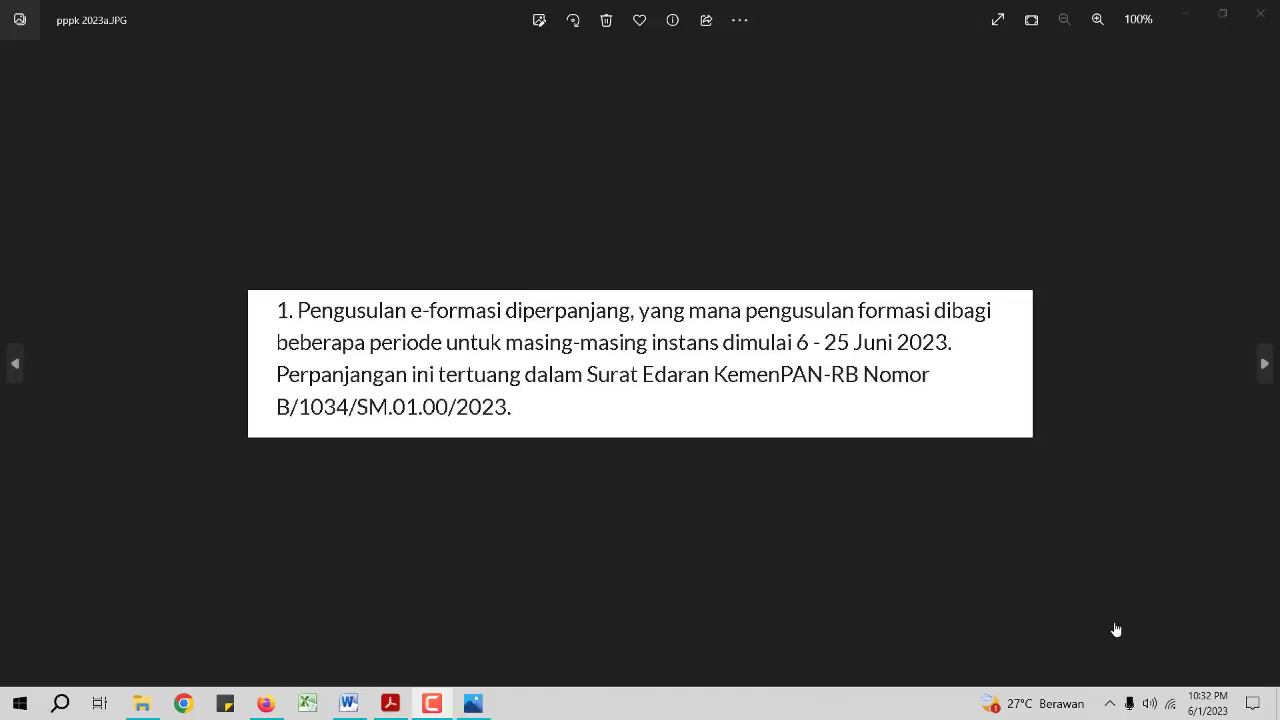 pppk 2023a.JPG
100%
1. Pengusulan e-formasi diperpanjang, yang mana pengusulan formasi dibagi
beberapa periode untuk masing-masing instans dimulai 6 - 25 Juni 2023.
Perpanjangan ini tertuang dalam Surat Edaran KemenPAN-RB Nomor
B/1034/SM.01.00/2023.
27°C Berawan
10:32 PM
6/1/2023